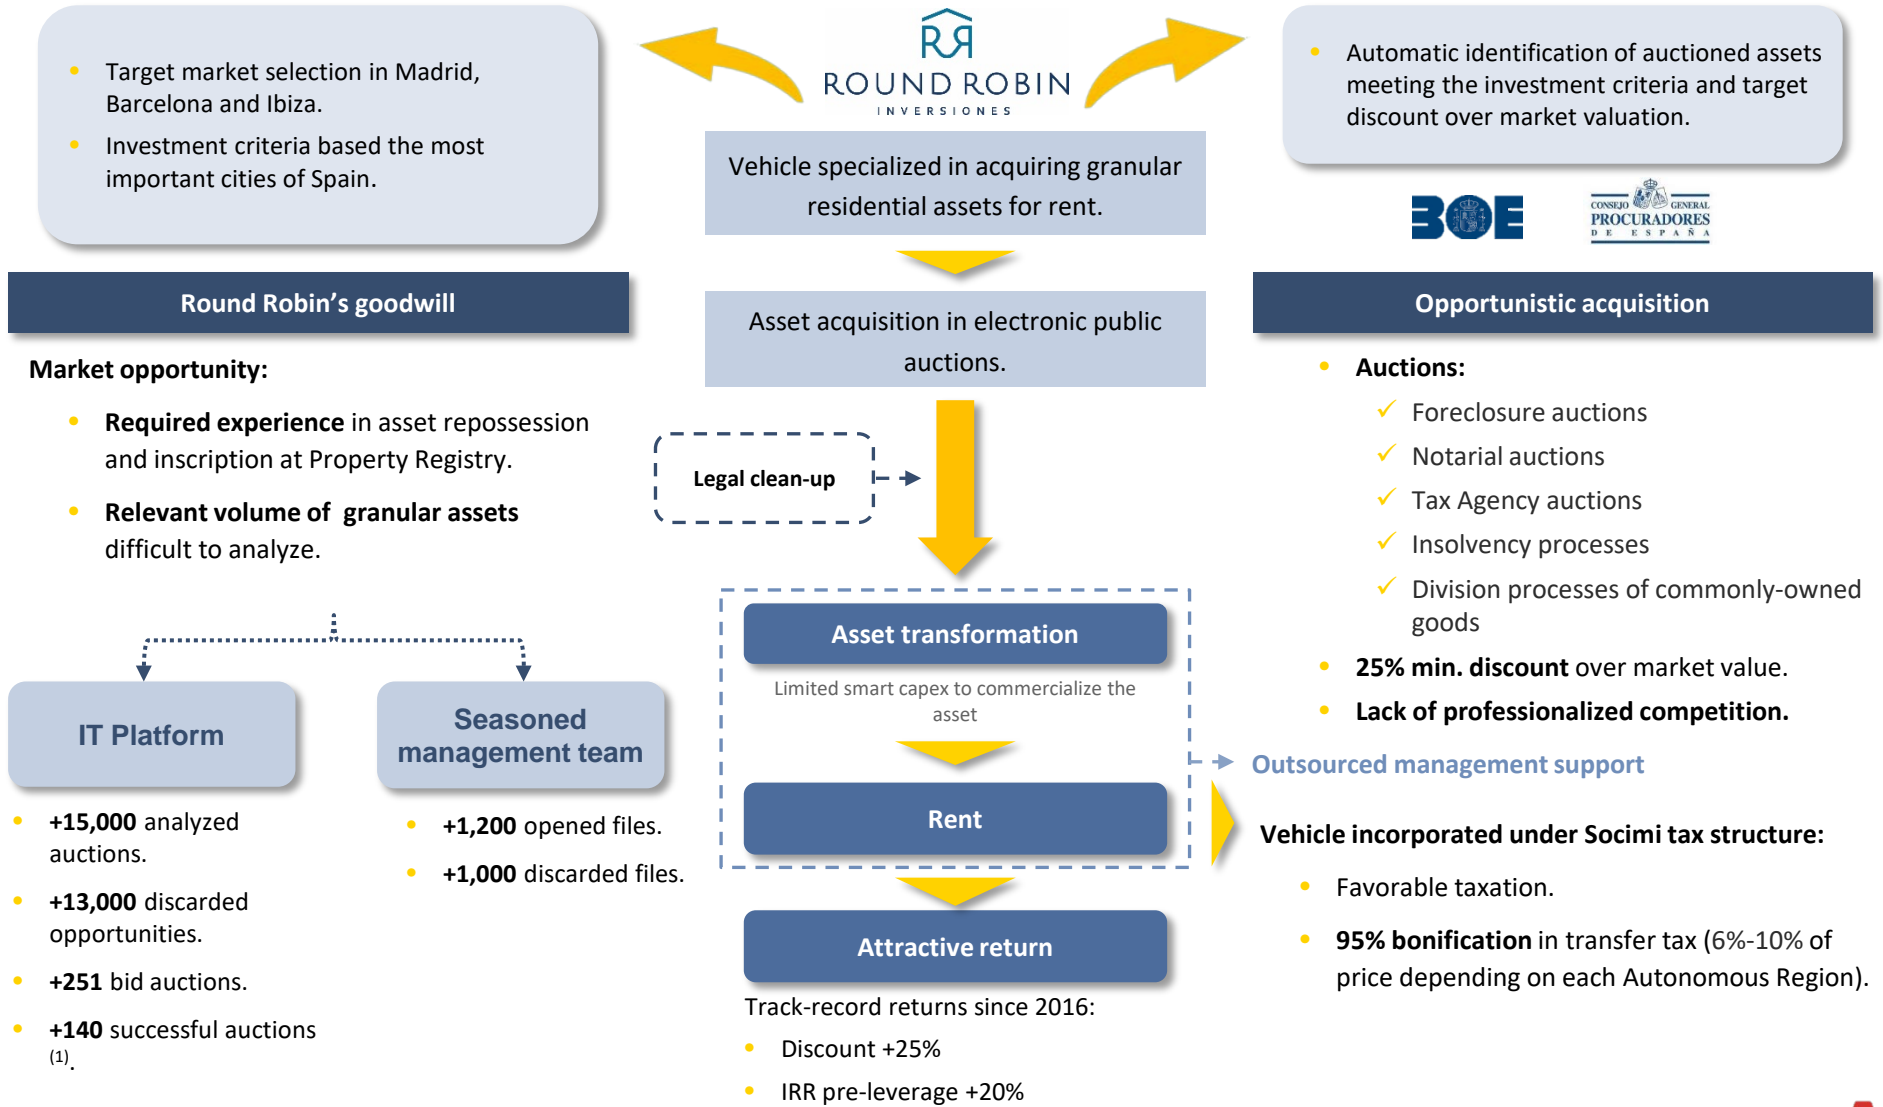 Target market selection in Madrid,
Barcelona and Ibiza.
Investment criteria based the most
important cities of Spain.
ROUND ROBIN
INVERSIONES
Automatic identification of auctioned assets
meeting the investment criteria and target
discount over market valuation.
BOE
CONSEJO GENERAL
PROCURADORES
DE ESPAÑA
Vehicle specialized in acquiring granular
residential assets for rent.
Asset acquisition in electronic public
auctions.
Round Robin’s goodwill
Market opportunity:
Required experience in asset repossession
and inscription at Property Registry.
Relevant volume of granular assets
difficult to analyze.
IT Platform
+15,000 analyzed
auctions.
+13,000 discarded
opportunities.
+251 bid auctions.
+140 successful auctions
(1).
Seasoned
management team
+1,200 opened files.
+1,000 discarded files.
Legal clean-up
Asset transformation
Limited smart capex to commercialize the
asset
Rent
Attractive return
Track-record returns since 2016:
Discount +25%
IRR pre-leverage +20%
Opportunistic acquisition
Auctions:
Foreclosure auctions
Notarial auctions
Tax Agency auctions
Insolvency processes
Division processes of commonly-owned
goods
25% min. discount over market value.
Lack of professionalized competition.
Outsourced management support
Vehicle incorporated under Socimi tax structure:
Favorable taxation.
95% bonification in transfer tax (6%-10% of
price depending on each Autonomous Region).